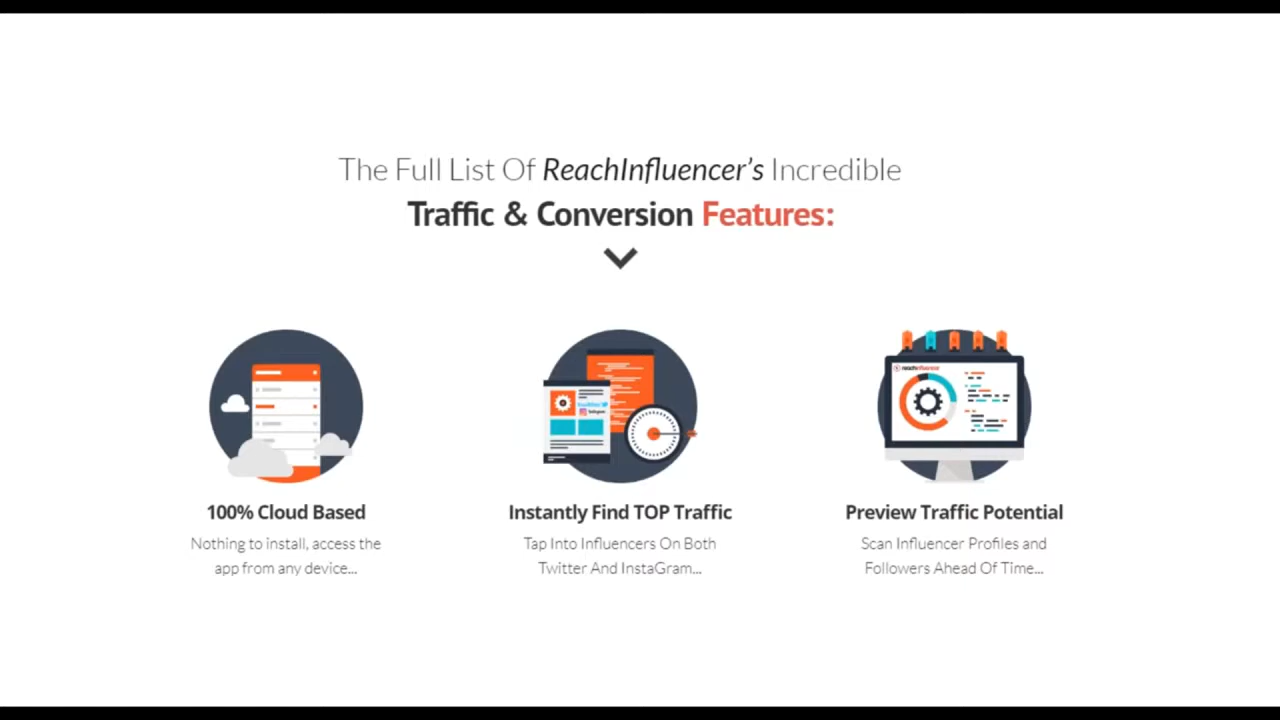 The Full List Of ReachInfluencer's Incredible
Traffic & Conversion Features:
reachinfluencer
100% Cloud Based
Instantly Find TOP Traffic
Preview Traffic Potential
Nothing to install, access the
app from any device...
Tap Into Influencers On Both
Twitter And InstaGram...
Scan Influencer Profiles and
Followers Ahead Of Time...